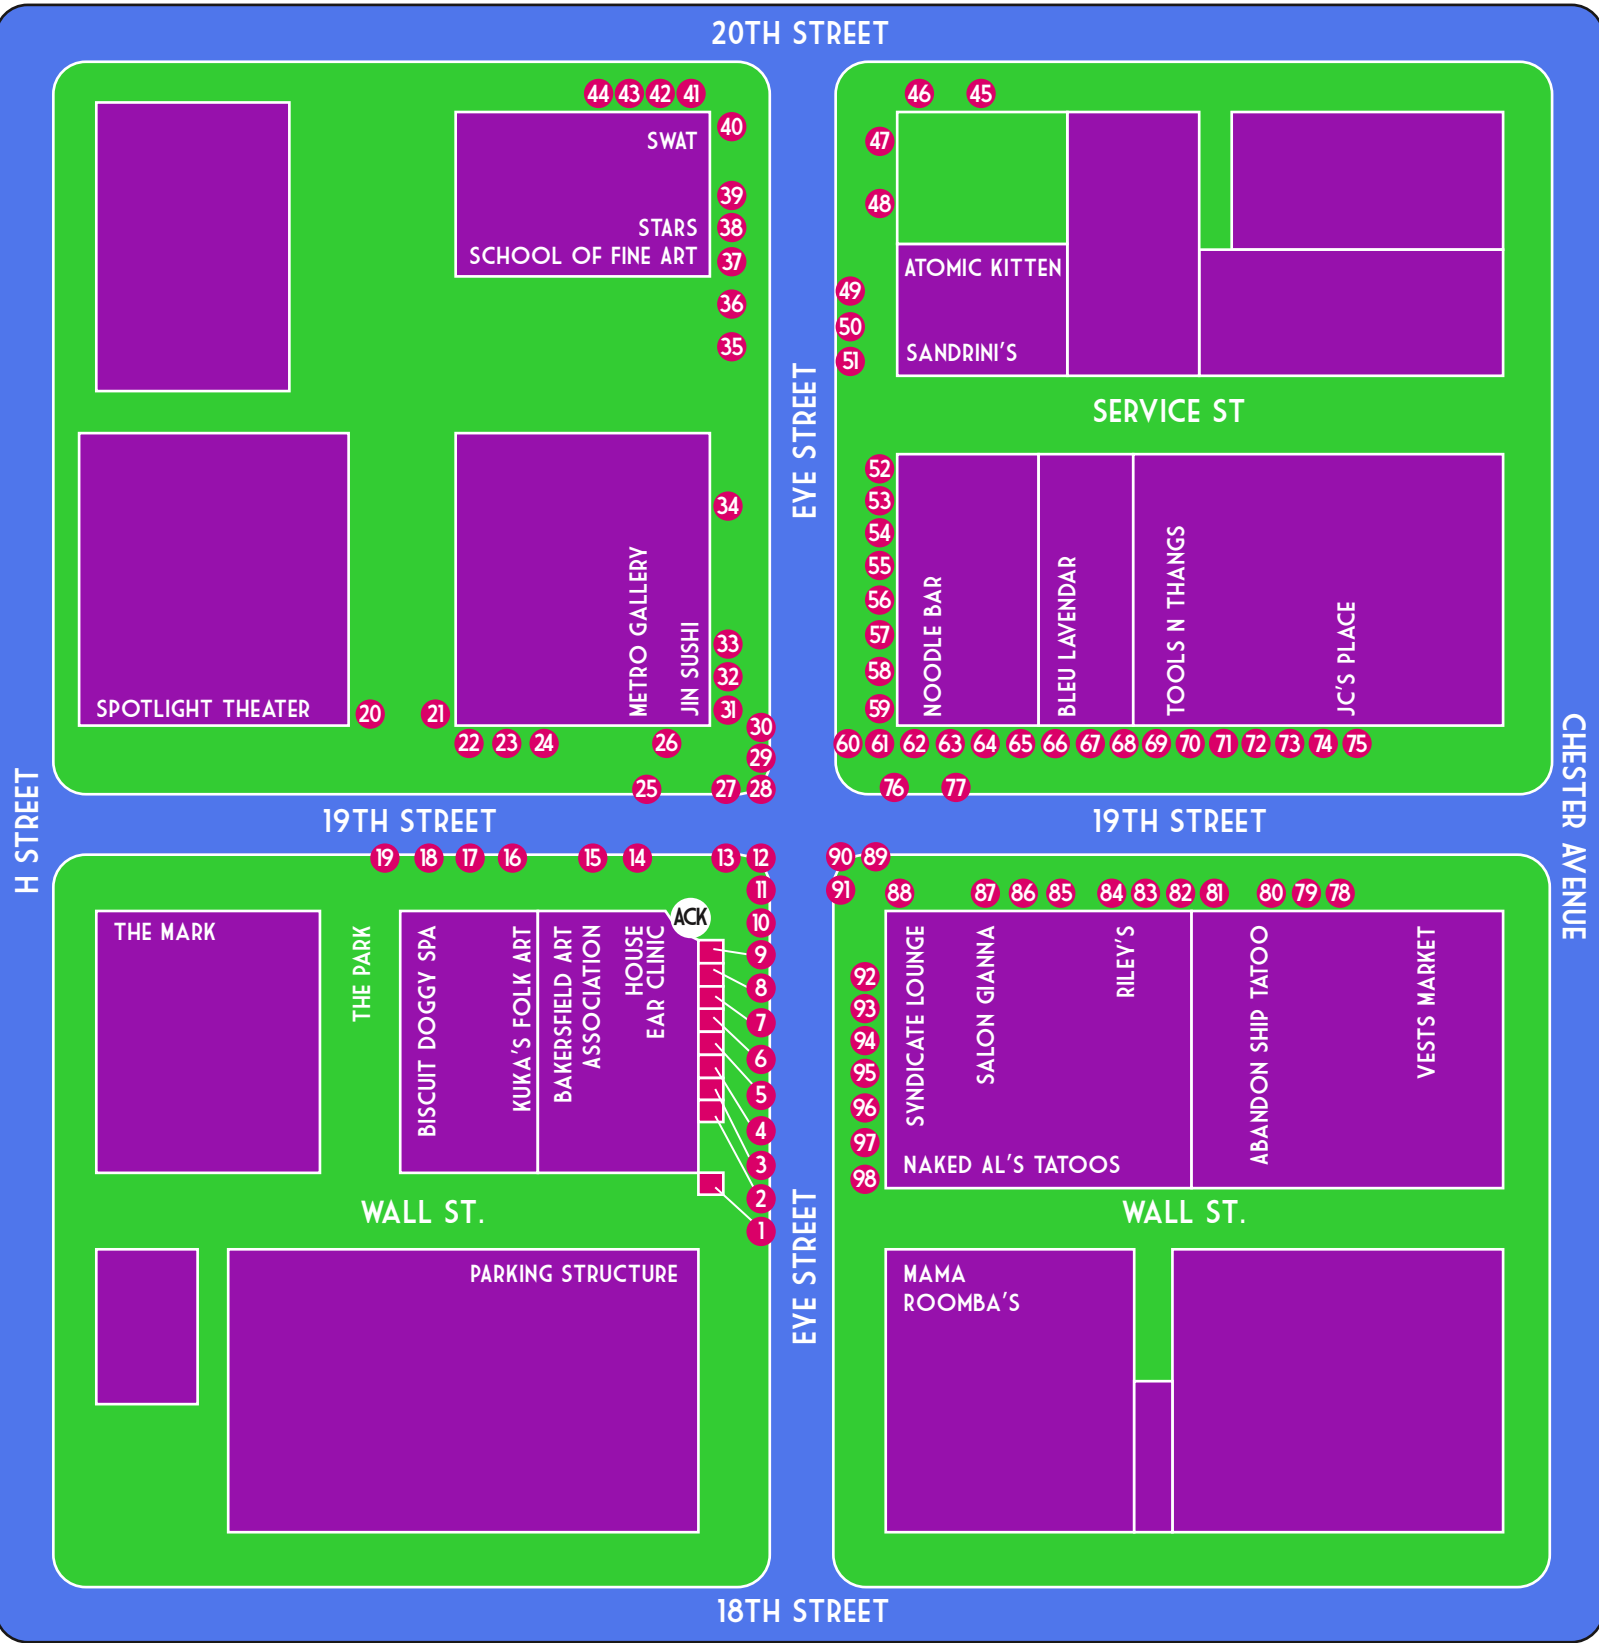 20TH STREET
44 43 42 41
40
SWAT
39
STARS
38
SCHOOL OF FINE ART
37
36
35
46 45
47
48
ATOMIC KITTEN
49
50
SANDRINI'S
51
SERVICE ST
EYE STREET
34
METRO GALLERY
JIN SUSHI
33
32
31
30
29
SPOTLIGHT THEATER
20 21
22 23 24 26
25 27 28
52
53
54
55
56
57
58
59
NOODLE BAR
BLEU LAVENDAR
TOOLS N THANGS
JC'S PLACE
60 61 62 63 64 65 66 67 68 69 70 71 72 73 74 75
76 77
H STREET
19TH STREET
19TH STREET
CHESTER AVENUE
19 18 17 16 15 14 13 12
11
10
9
8
7
6
5
4
3
2
1
ACK
THE MARK
THE PARK
BISCUIT DOGGY SPA
KUKA'S FOLK ART
BAKERSFIELD ART
ASSOCIATION
HOUSE
EAR CLINIC
WALL ST.
PARKING STRUCTURE
EYE STREET
90 89
91
88 87 86 85 84 83 82 81 80 79 78
92
93
94
95
96
97
98
SYNDICATE LOUNGE
SALON GIANNA
RILEY'S
ABANDON SHIP TATOO
VESTS MARKET
NAKED AL'S TATOOS
WALL ST.
MAMA
ROOMBA'S
18TH STREET